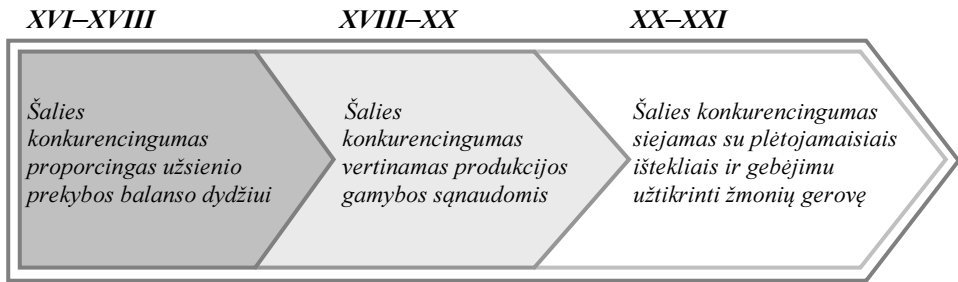 XVI–XVIII
XVIII–XX
XX–XXI
Šalies
konkurencingumas
proporcingas užsienio
prekybos balanso dydžiui
Šalies
konkurencingumas
vertinamas produkcijos
gamybos sąnaudomis
Šalies konkurencingumas
siejamas su plėtojamaisiais
ištekliais ir gebėjimu
užtikrinti žmonių gerovę